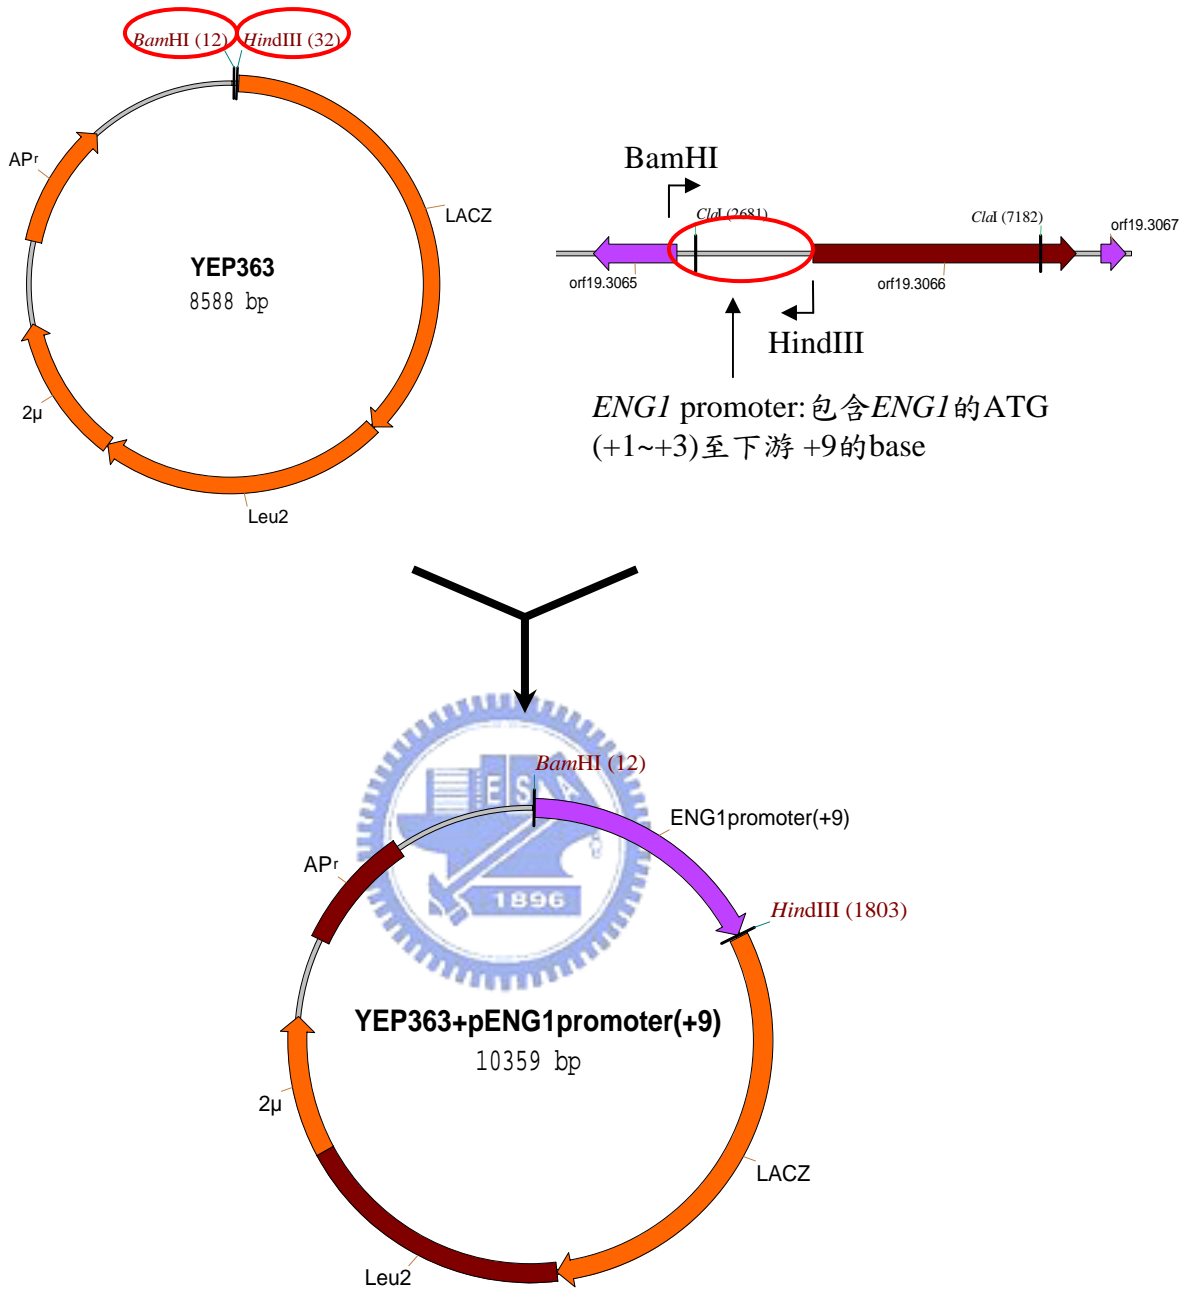 BamHI (12) HindIII (32)
APr
LACZ
YEP363
8588 bp
2μ
Leu2
BamHI
ClaI (2681)
ClaI (7182)
orf19.3067
orf19.3065
orf19.3066
HindIII
ENG1 promoter:包含ENG1的ATG
(+1~+3)至下游 +9的base
BamHI (12)
ENG1promoter(+9)
APr
HindIII (1803)
E S A
1896
YEP363+pENG1promoter(+9)
10359 bp
2μ
LACZ
Leu2